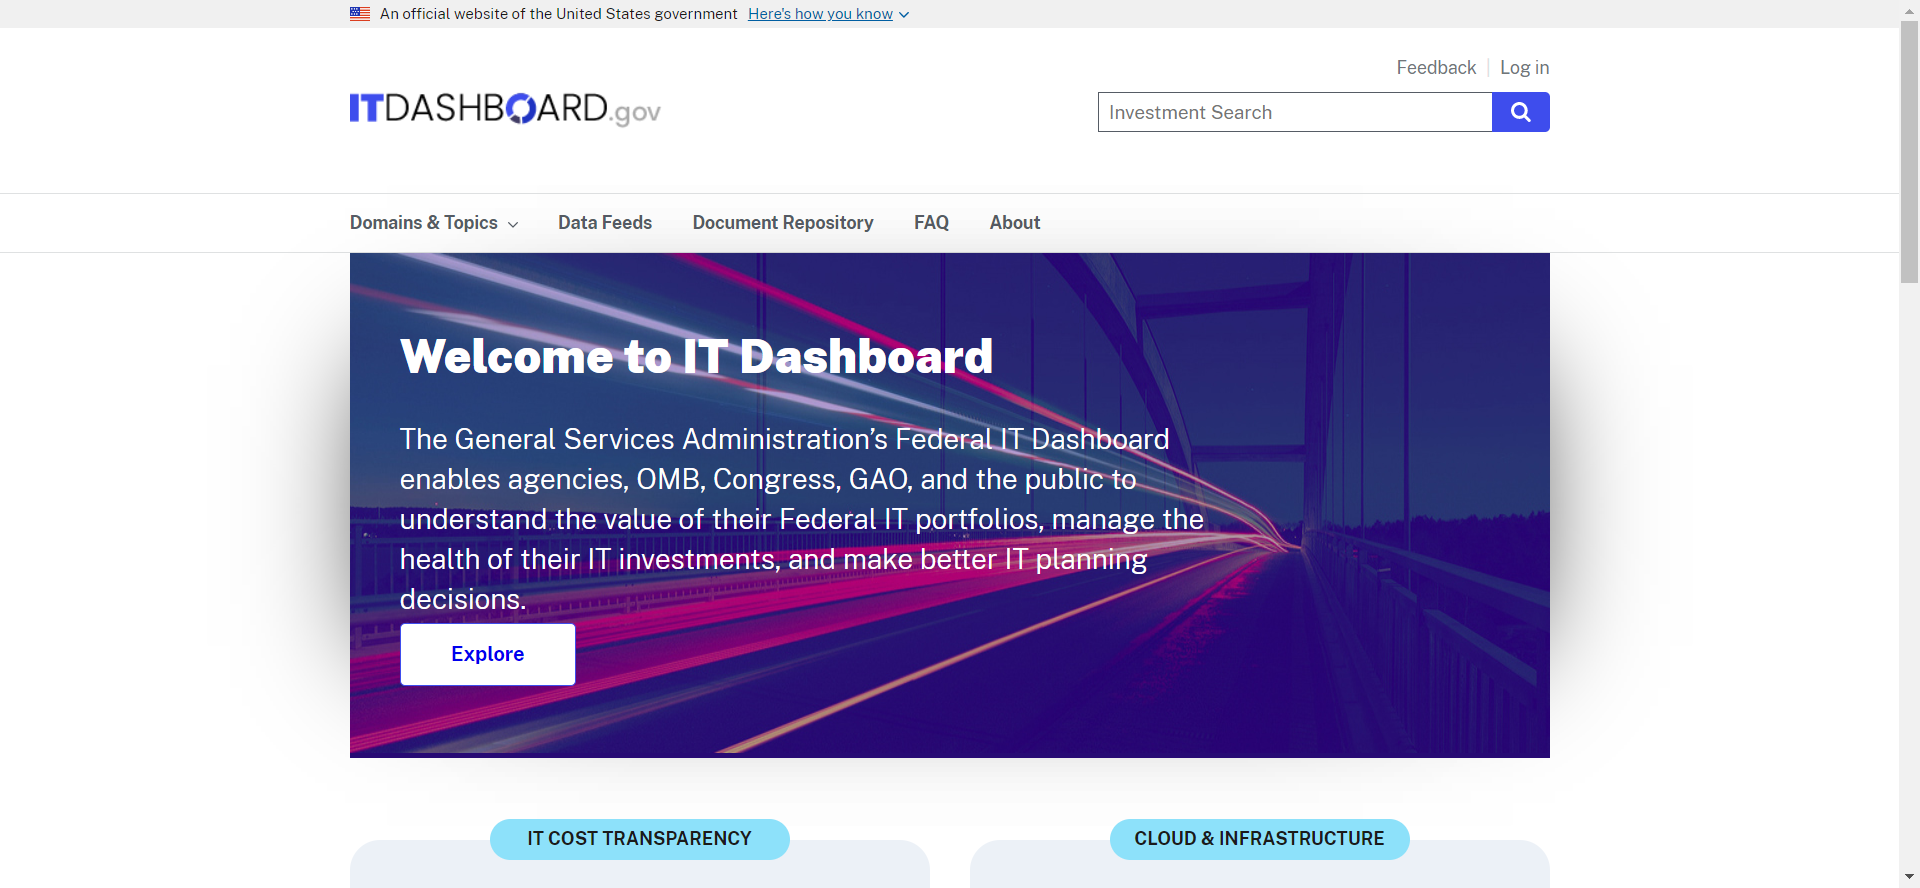 An official website of the United States government Here's how you know
Feedback Log in
ITDASHBOARD.gov
Investment Search
Domains & Topics Data Feeds Document Repository FAQ About
Welcome to IT Dashboard
The General Services Administration’s Federal IT Dashboard
enables agencies, OMB, Congress, GAO, and the public to
understand the value of their Federal IT portfolios, manage the
health of their IT investments, and make better IT planning
decisions.
Explore
IT COST TRANSPARENCY CLOUD & INFRASTRUCTURE